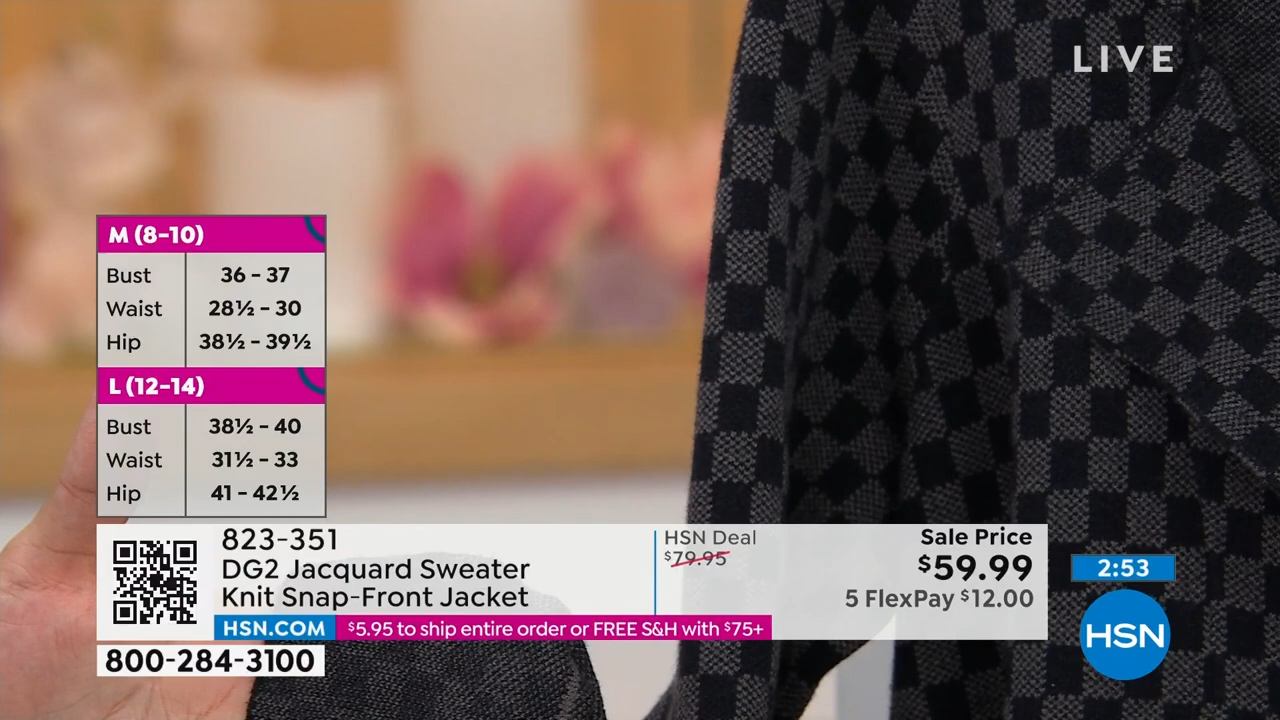 LIVE
M (8-10)
Bust 36 - 37
Waist 28½ - 30
Hip 38½ - 39½
L (12-14)
Bust 38½ - 40
Waist 31½ - 33
Hip 41 - 42½
823-351
DG2 Jacquard Sweater
Knit Snap-Front Jacket
HSN Deal
$79.95
Sale Price
$59.99
5 FlexPay $12.00
2:53
HSN.COM $5.95 to ship entire order or FREE S&H with $75+
HSN
800-284-3100